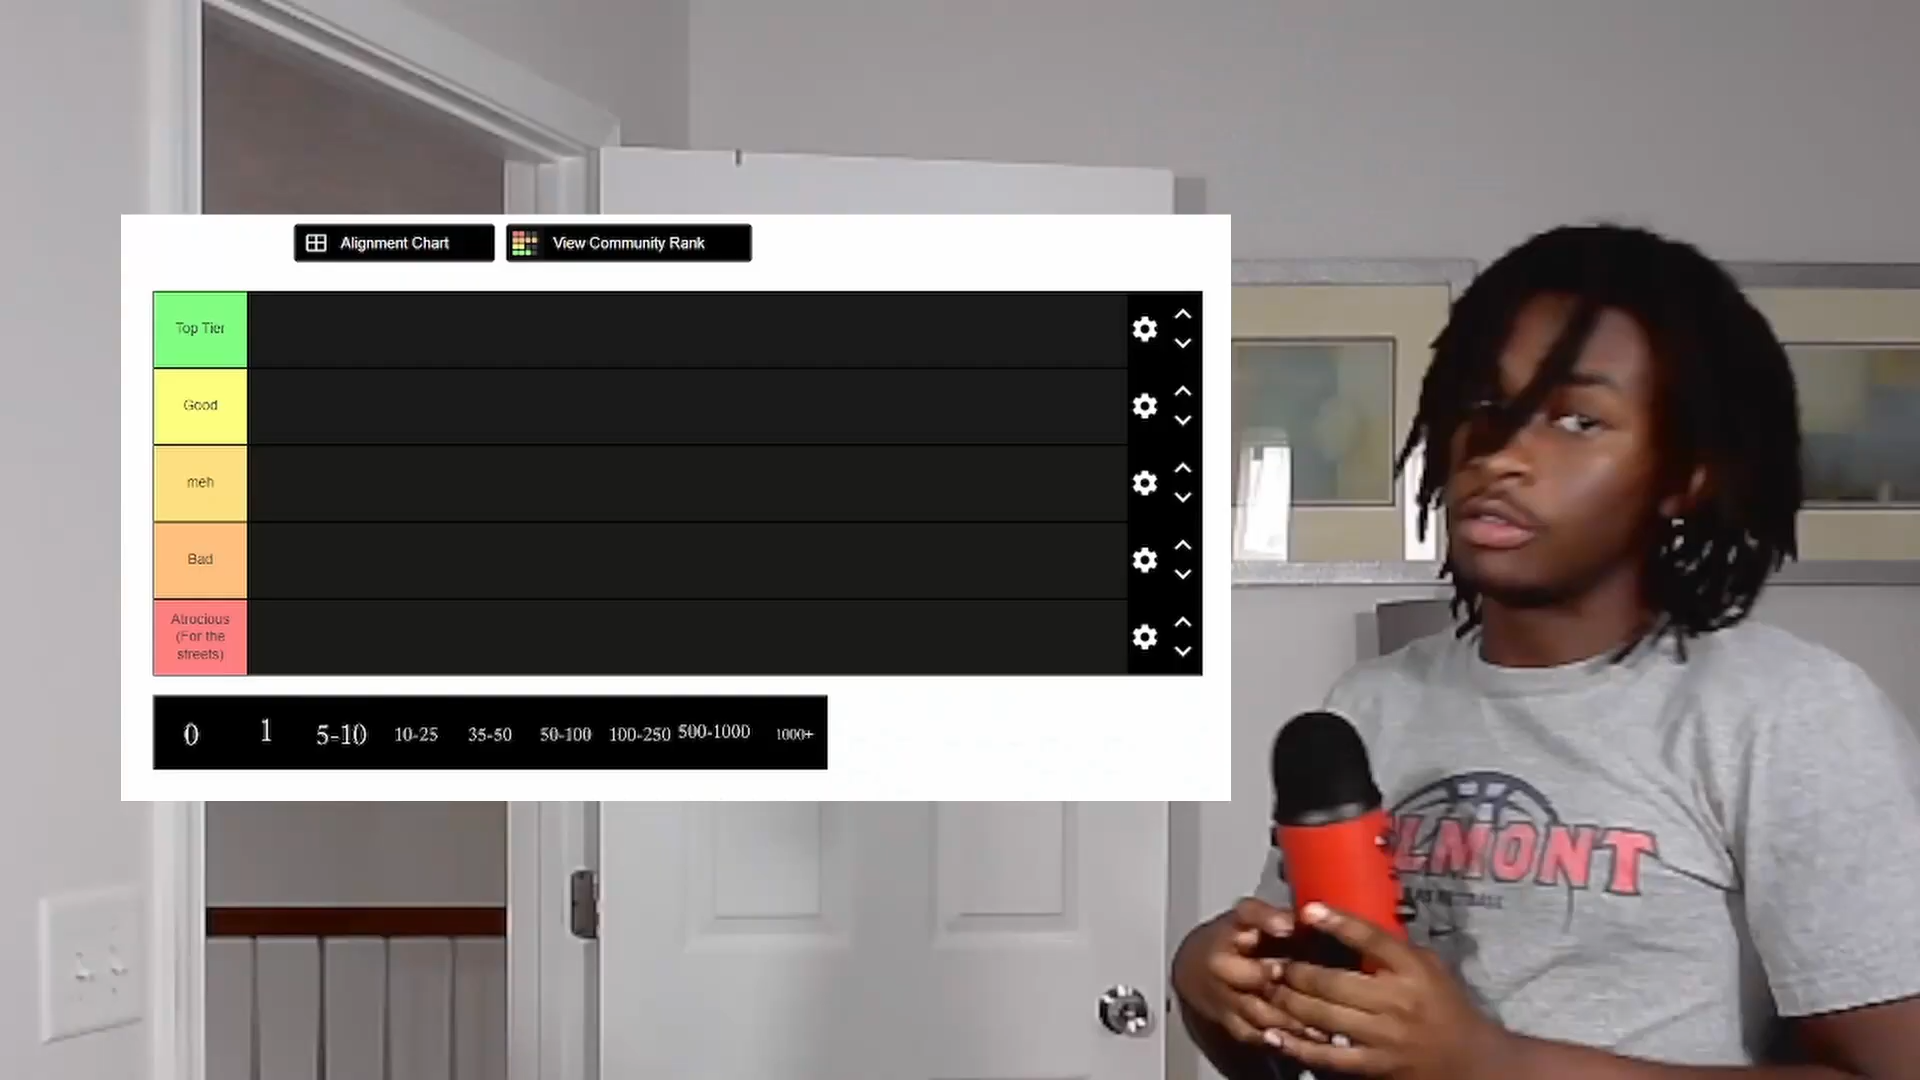 Alignment Chart
View Community Rank
Top Tier
Good
meh
Bad
Atrocious
(For the
streets)
0
1
5-10
10-25
35-50
50-100
100-250
500-1000
1000+
LMONT